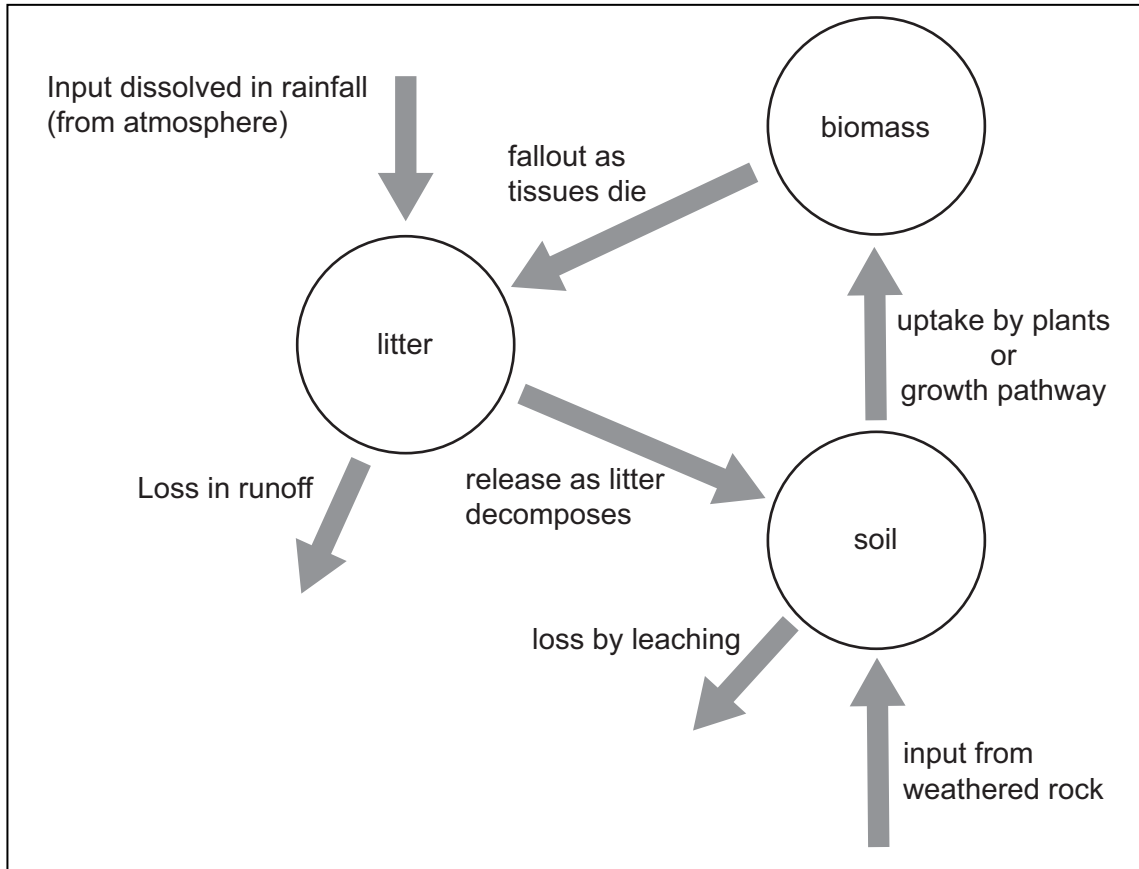 Input dissolved in rainfall
(from atmosphere)
biomass
fallout as
tissues die
litter
uptake by plants
or
growth pathway
Loss in runoff
release as litter
decomposes
soil
loss by leaching
input from
weathered rock